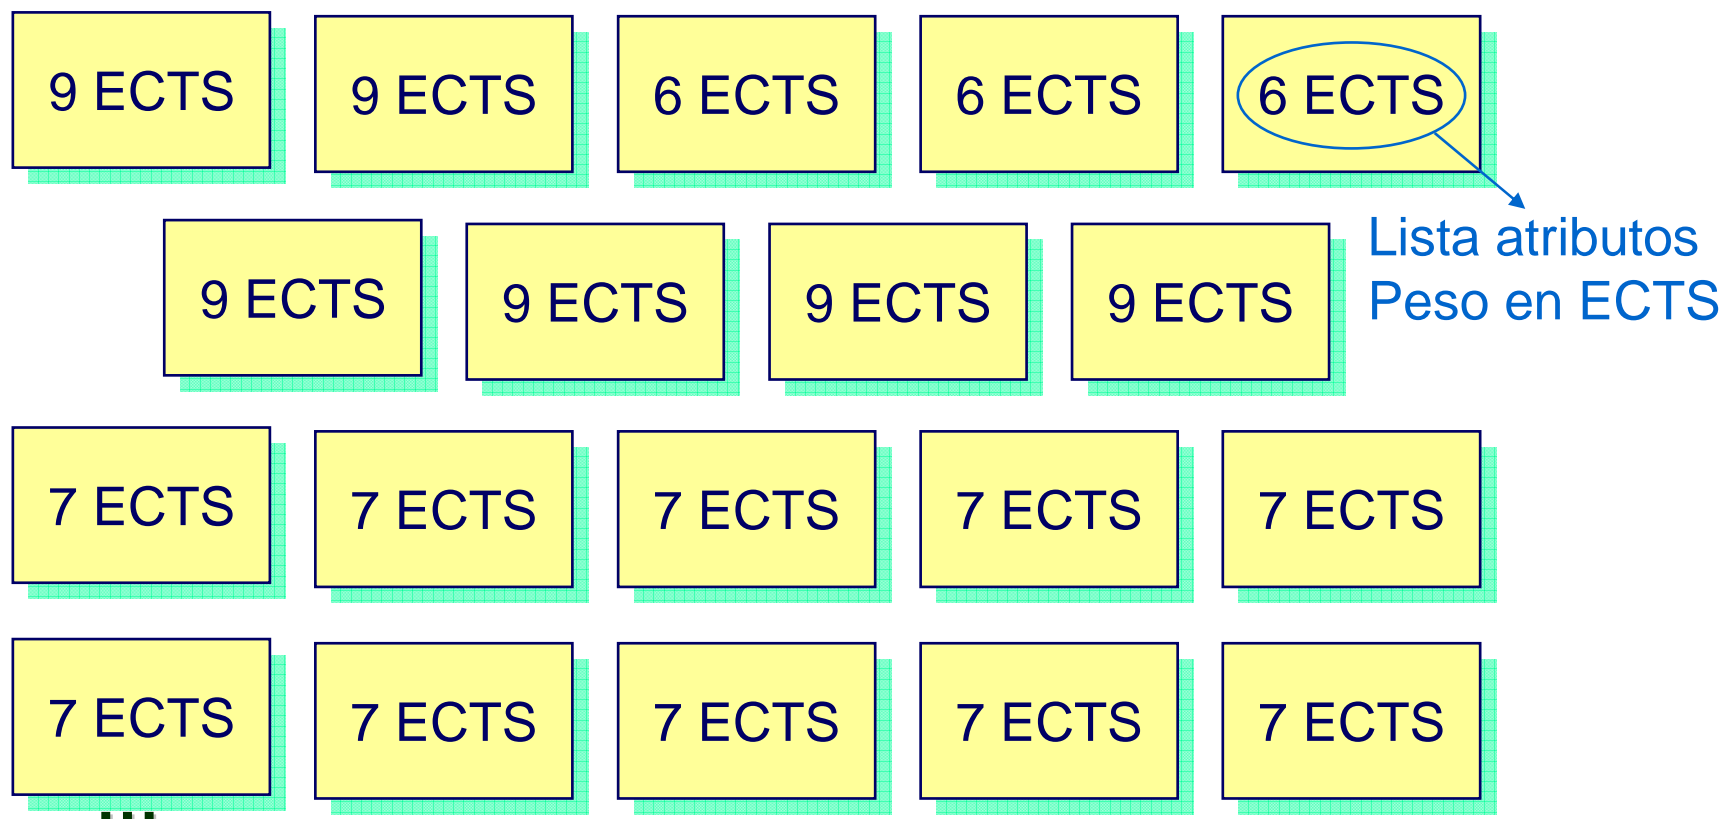 9 ECTS 9 ECTS 6 ECTS 6 ECTS 6 ECTS
9 ECTS 9 ECTS 9 ECTS 9 ECTS
Lista atributos
Peso en ECTS
7 ECTS 7 ECTS 7 ECTS 7 ECTS 7 ECTS
7 ECTS 7 ECTS 7 ECTS 7 ECTS 7 ECTS